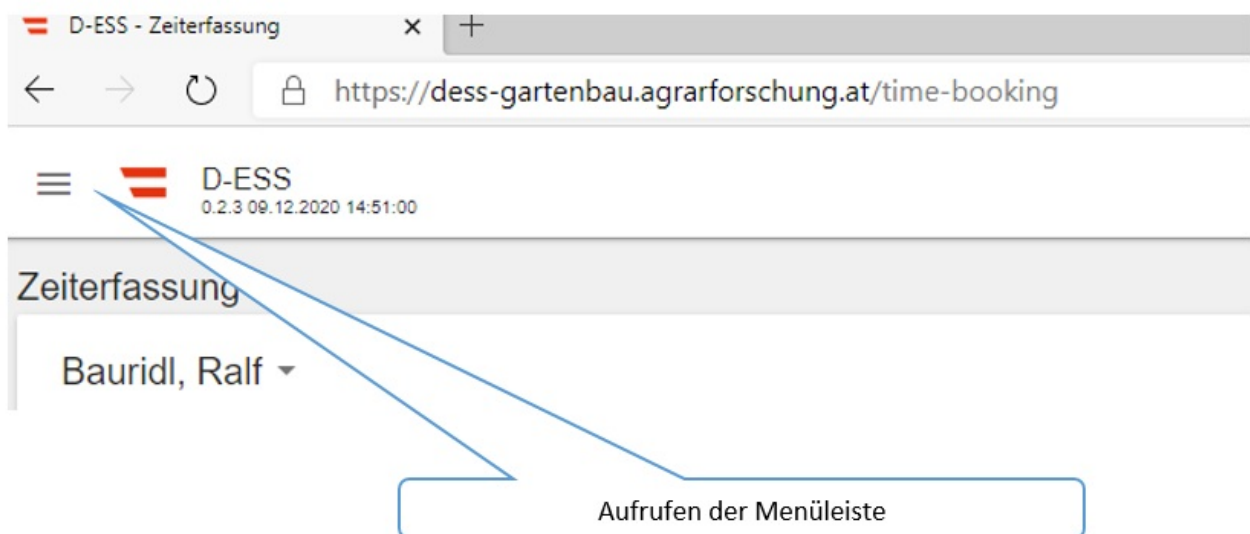 D-ESS - Zeiterfassung
https://dess-gartenbau.agrarforschung.at/time-booking
D-ESS
0.2.3 09.12.2020 14:51:00
Zeiterfassung
Bauridl, Ralf
Aufrufen der Menüleiste